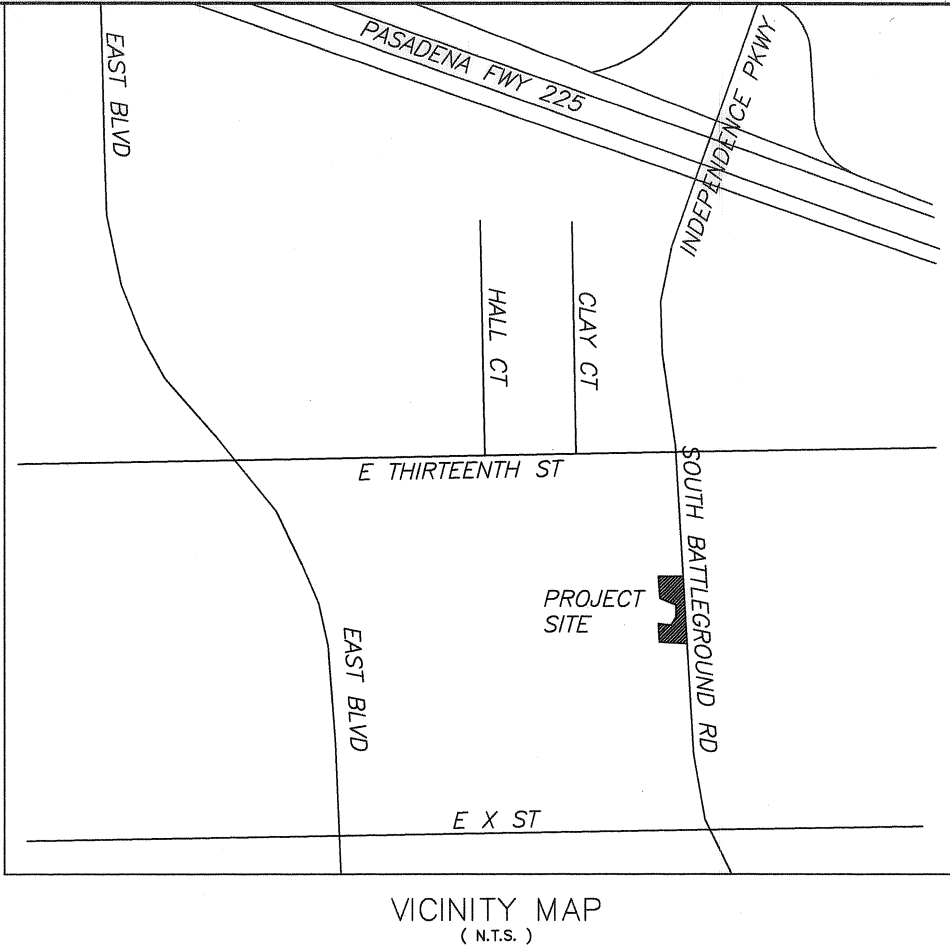 PASADENA FWY 225
INDEPENDENCE PKWY
EAST BLVD
HALL CT
CLAY CT
E THIRTEENTH ST
SOUTH BATTLEGROUND RD
PROJECT
SITE
EAST BLVD
E X ST
VICINITY MAP
( N.T.S. )